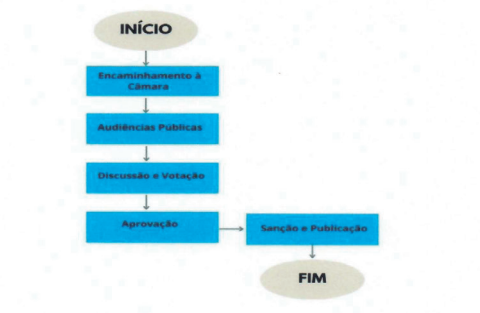 INÍCIO
Encaminhamento à
Câmara
Audiências Públicas
Discussão e Votação
Aprovação
Sanção e Publicação
FIM